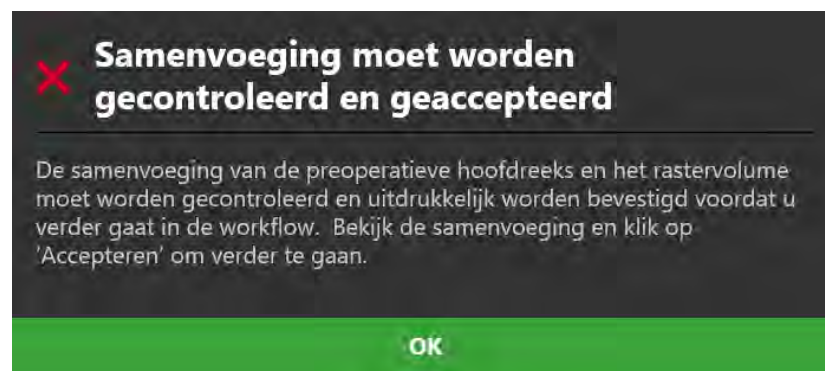 Samenvoeging moet worden
gecontroleerd en geaccepteerd
De samenvoeging van de preoperatieve hoofdreeks en het rastervolume
moet worden gecontroleerd en uitdrukkelijk worden bevestigd voordat u
verder gaat in de workflow.  Bekijk de samenvoeging en klik op
'Accepteren' om verder te gaan.
OK